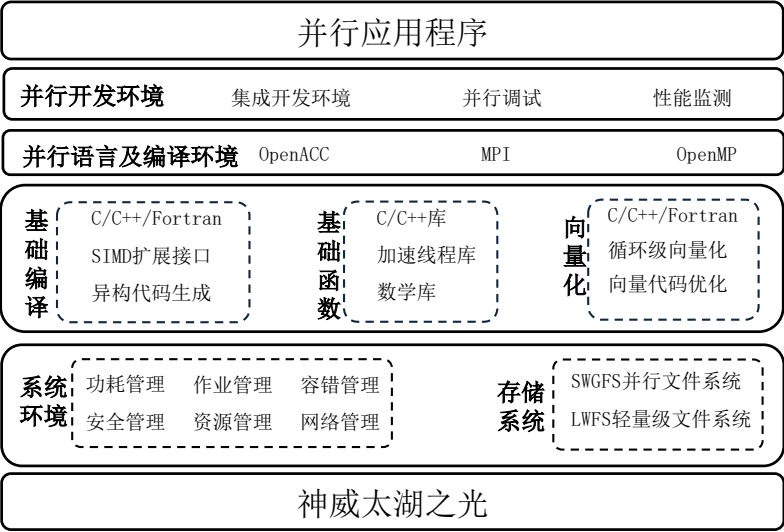 并行应用程序
并行开发环境 集成开发环境 并行调试 性能监测
并行语言及编译环境 OpenACC MPI OpenMP
基础编译
C/C++/Fortran
SIMD扩展接口
异构代码生成
基础函数
C/C++库
加速线程库
数学库
向量化
C/C++/Fortran
循环级向量化
向量代码优化
系统环境
功耗管理 作业管理 容错管理
安全管理 资源管理 网络管理
存储系统
SWGFS并行文件系统
LWFS轻量级文件系统
神威太湖之光